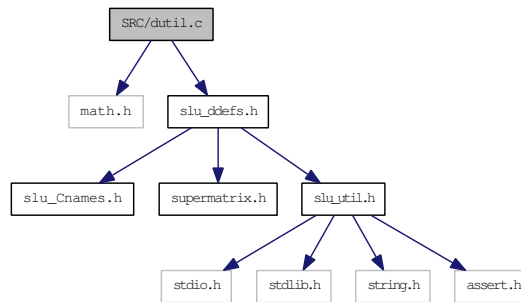 SRC/dutil.c
math.h
slu_ddefs.h
slu_Cnames.h
supermatrix.h
slu_util.h
stdio.h
stdlib.h
string.h
assert.h